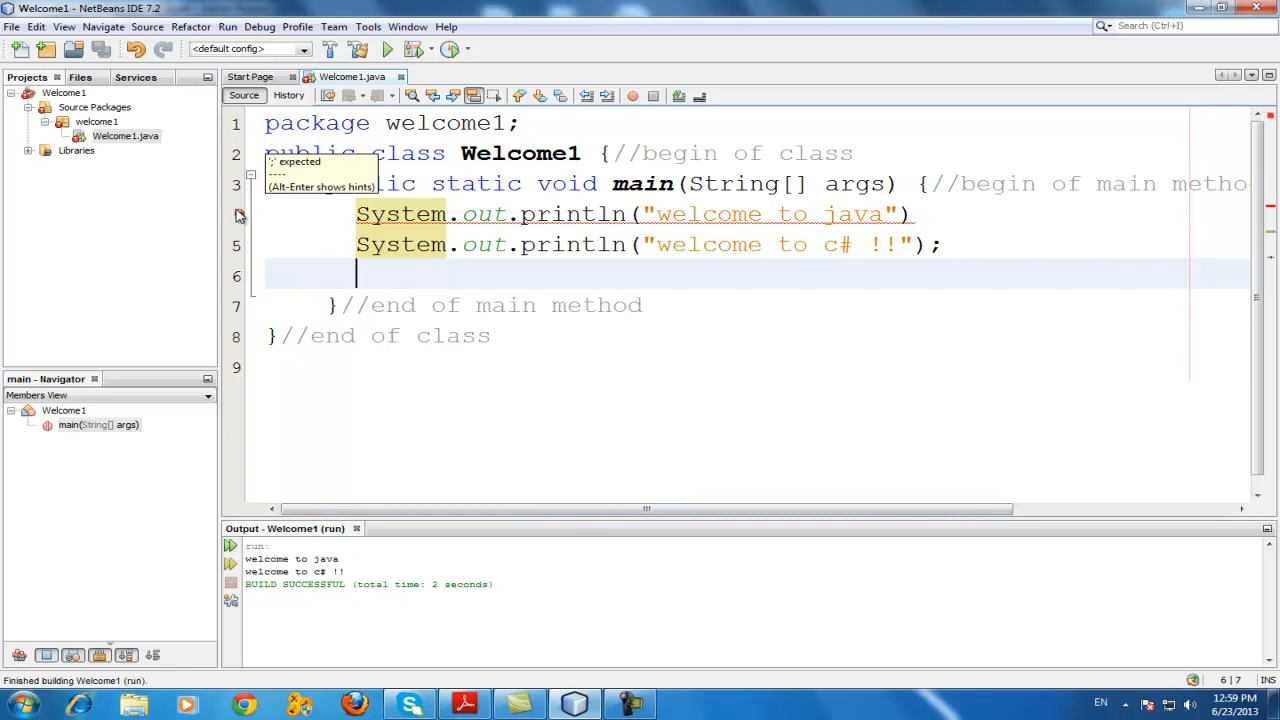 Welcome1 - NetBeans IDE 7.2
File Edit View Navigate Source Refactor Run Debug Profile Team Tools Window Help
Search (Ctrl+I)
<default config>
Projects Files Services
Start Page Welcome1.java
Source History
Welcome1
Source Packages
welcome1
Welcome1.java
Libraries
1 package welcome1;
2 public class Welcome1 {//begin of class
';' expected
----
(Alt-Enter shows hints)
3 ic static void main(String[] args) {//begin of main metho
System.out.println("welcome to java")
5 System.out.println("welcome to c# !!");
6
7 }//end of main method
8 }//end of class
9
main - Navigator
Members View
Welcome1
main(String[] args)
Output - Welcome1 (run)
run:
welcome to java
welcome to c# !!
BUILD SUCCESSFUL (total time: 2 seconds)
Finished building Welcome1 (run).
6 | 7 INS
EN
12:59 PM
6/23/2013